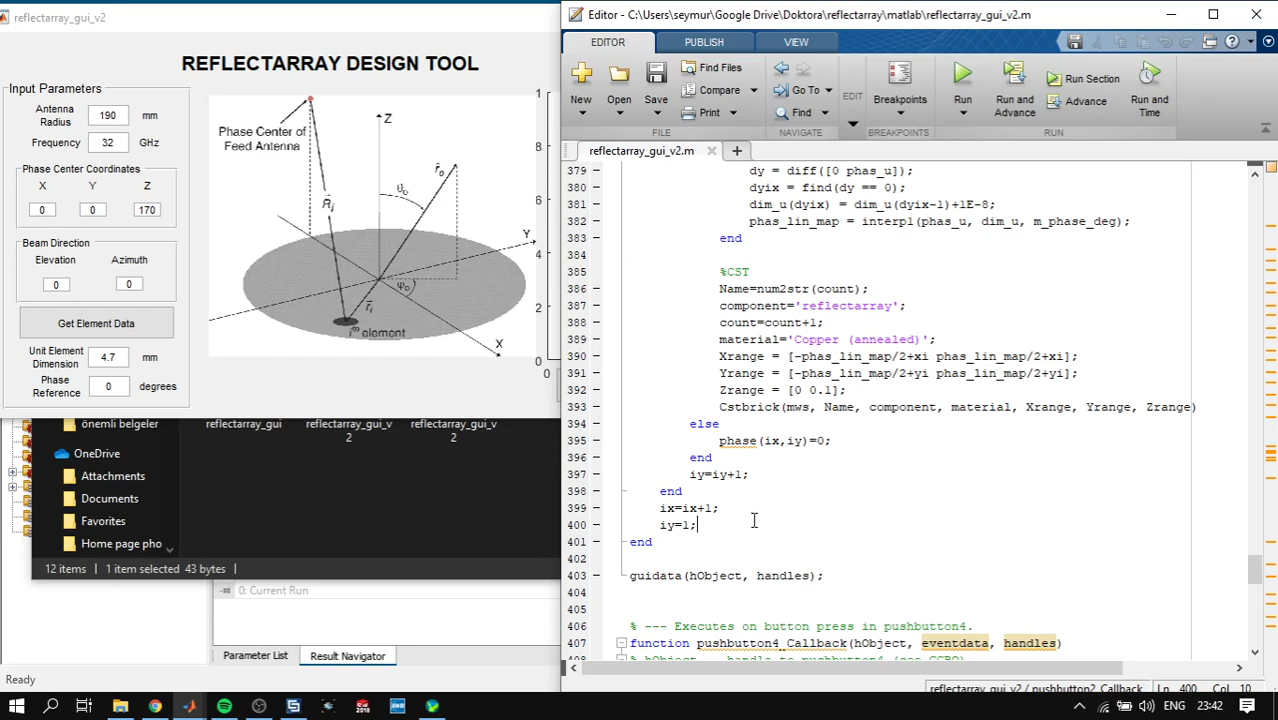 reflectarray_gui_v2
REFLECTARRAY DESIGN TOOL
Input Parameters
Antenna Radius 190 mm
Frequency 32 GHz
Phase Center Coordinates
X Y Z
0 0 170
Beam Direction
Elevation Azimuth
0 0
Get Element Data
Unit Element Dimension 4.7 mm
Phase Reference 0 degrees
Phase Center of
Feed Antenna
Z
Y
X
i element
1
8
6
4
2
0
0
önemli belgeler
OneDrive
Attachments
Documents
Favorites
Home page pho
reflectarray_gui
reflectarray_gui_v
2
reflectarray_gui_v
2
12 items 1 item selected 43 bytes
0: Current Run
Parameter List Result Navigator
Ready
Editor - C:\Users\seymur\Google Drive\Doktora\reflectarray\matlab\reflectarray_gui_v2.m
EDITOR PUBLISH VIEW
New Open Save
Find Files
Compare
Print
Go To
Find
EDIT
Breakpoints
Run
Run and Advance
Run Section
Advance
Run and Time
FILE NAVIGATE BREAKPOINTS RUN
reflectarray_gui_v2.m
379 dy = diff([0 phas_u]);
380 dyix = find(dy == 0);
381 dim_u(dyix) = dim_u(dyix-1)+1E-8;
382 phas_lin_map = interp1(phas_u, dim_u, m_phase_deg);
383 end
384
385 %CST
386 Name=num2str(count);
387 component='reflectarray';
388 count=count+1;
389 material='Copper (annealed)';
390 Xrange = [-phas_lin_map/2+xi phas_lin_map/2+xi];
391 Yrange = [-phas_lin_map/2+yi phas_lin_map/2+yi];
392 Zrange = [0 0.1];
393 Cstbrick(mws, Name, component, material, Xrange, Yrange, Zrange)
394 else
395 phase(ix,iy)=0;
396 end
397 iy=iy+1;
398 end
399 ix=ix+1;
400 iy=1;
401 end
402
403 guidata(hObject, handles);
404
405
406 % --- Executes on button press in pushbutton4.
407 function pushbutton4_Callback(hObject, eventdata, handles)
reflectarray_gui_v2 / pushbutton2_Callback Ln 400 Col 10
ENG 23:42